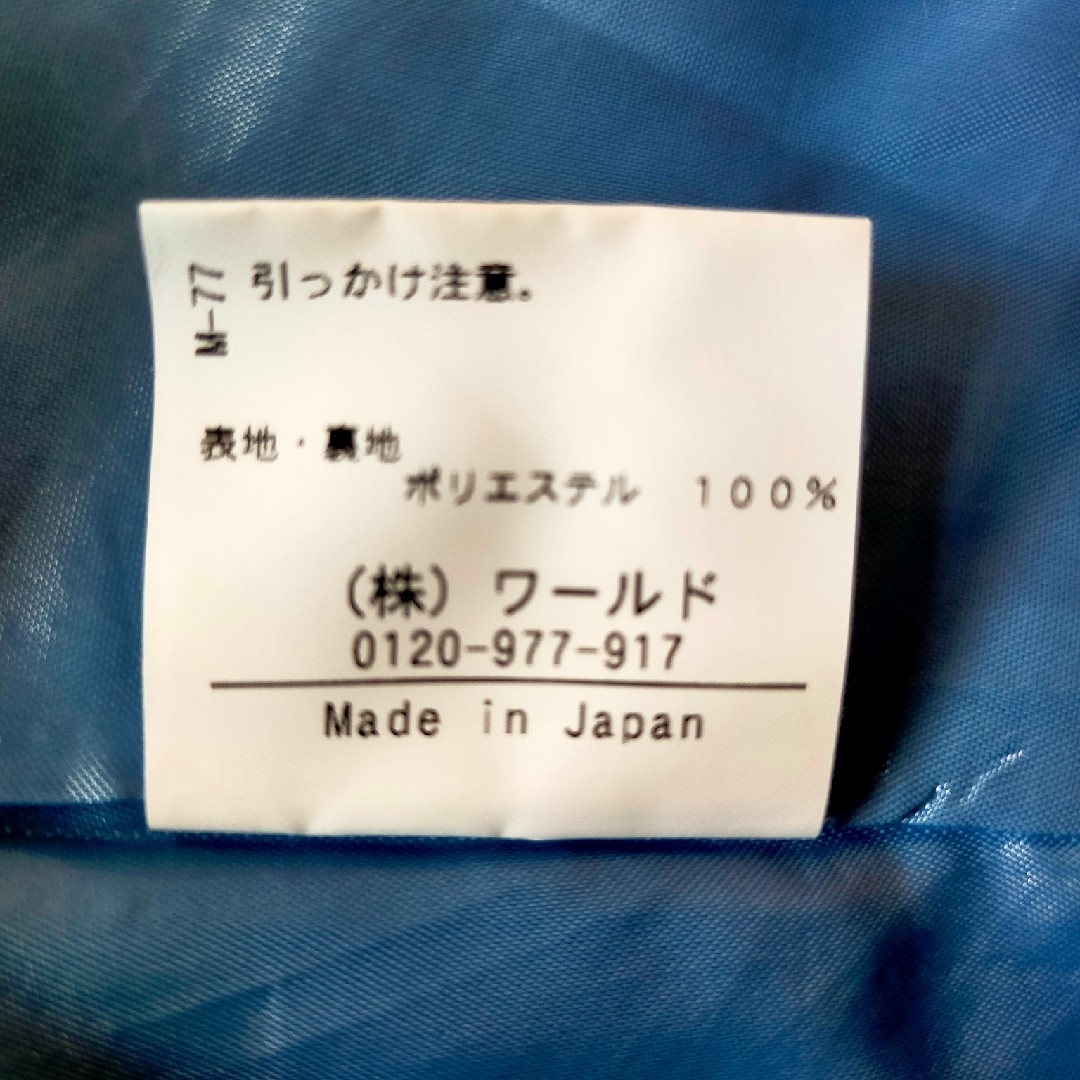 M-77
引っかけ注意。
表地・裏地
ポリエステル　１００％
（株）ワールド
0120-977-917
Made in Japan